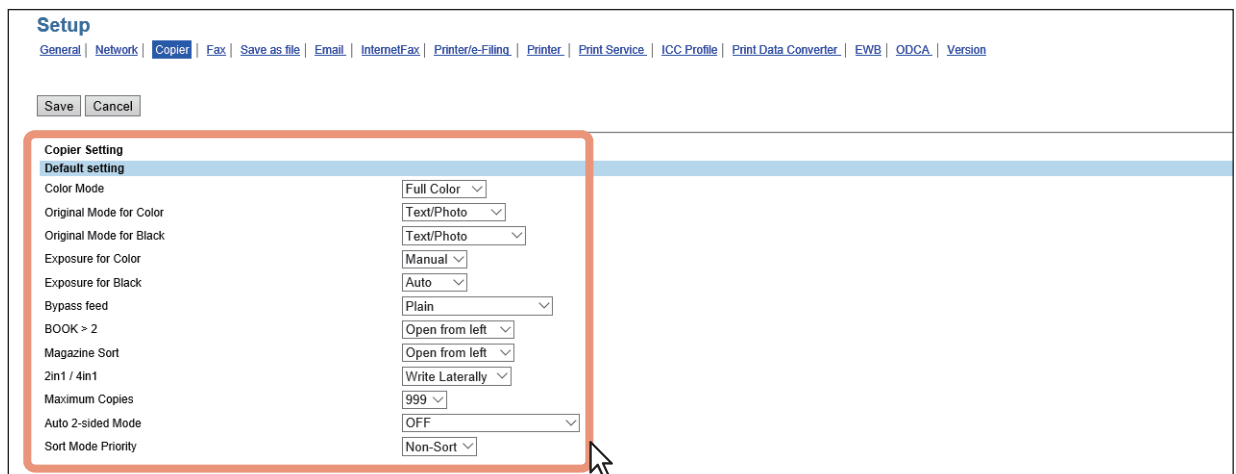 Setup
General | Network | Copier | Fax | Save as file | Email | InternetFax | Printer/e-Filing | Printer | Print Service | ICC Profile | Print Data Converter | EWB | ODCA | Version
Save Cancel
Copier Setting
Default setting
Color Mode Full Color
Original Mode for Color Text/Photo
Original Mode for Black Text/Photo
Exposure for Color Manual
Exposure for Black Auto
Bypass feed Plain
BOOK > 2 Open from left
Magazine Sort Open from left
2in1 / 4in1 Write Laterally
Maximum Copies 999
Auto 2-sided Mode OFF
Sort Mode Priority Non-Sort